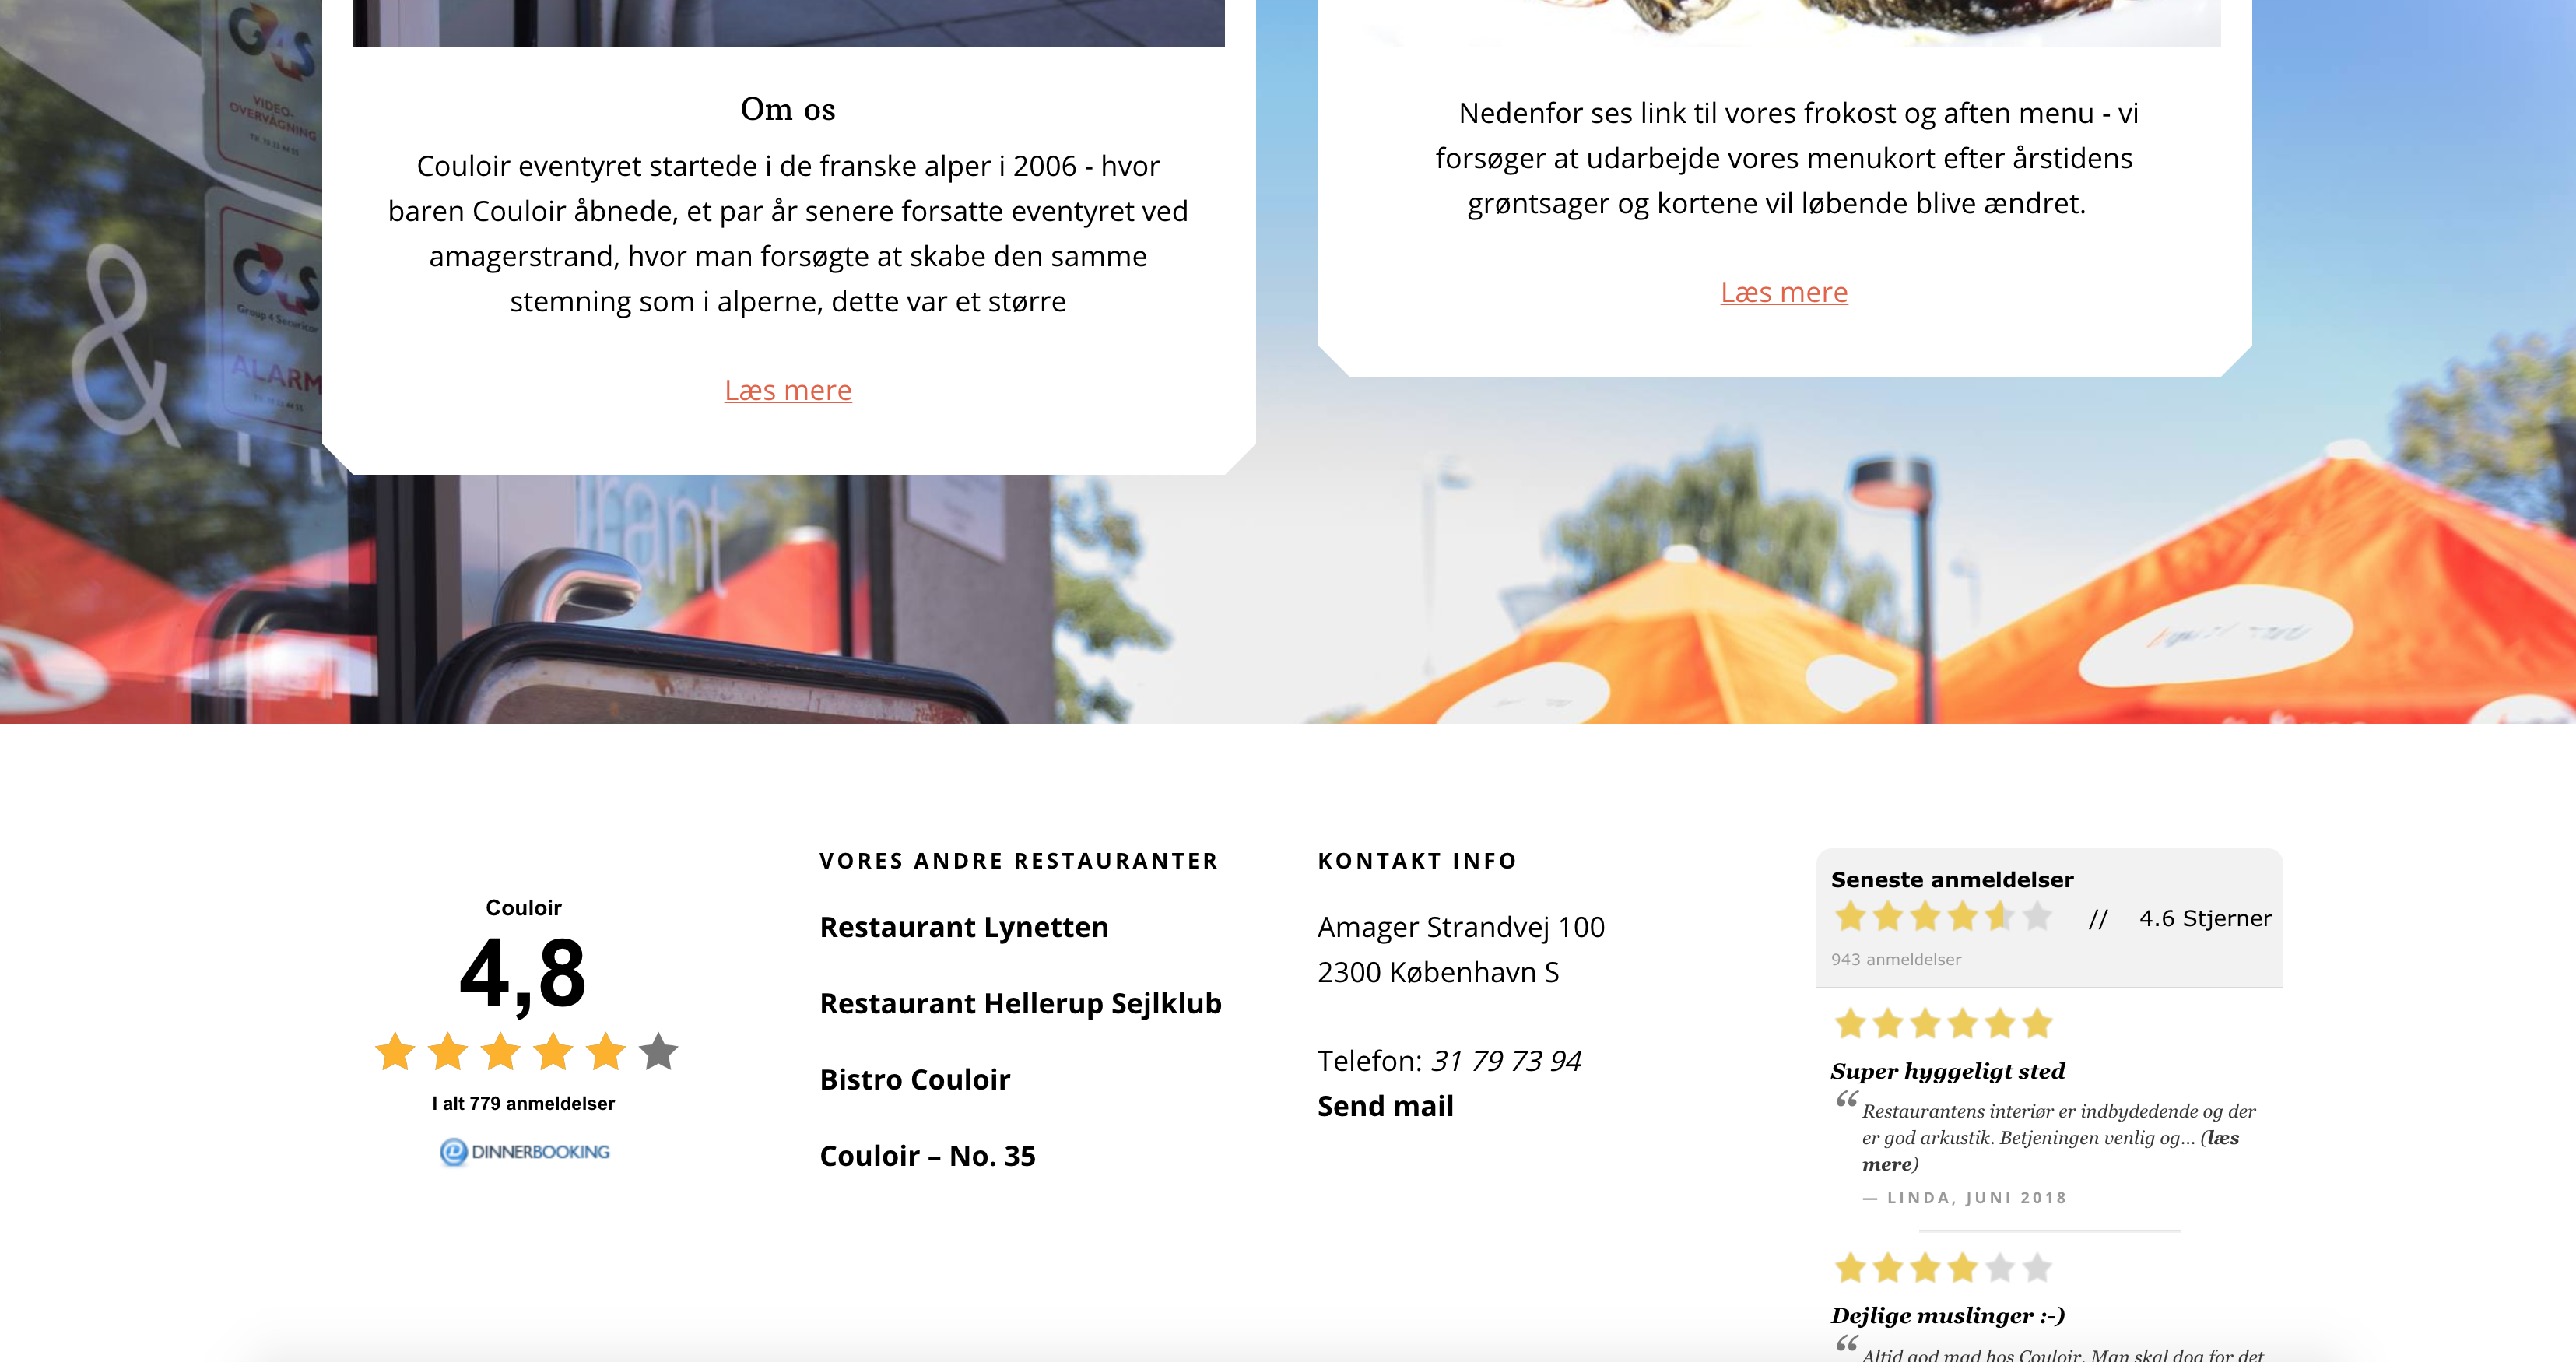 G4S
VIDEO-
OVERVÅGNING
G4S
Group 4 Securicor
ALARM
&
rant
Om os
Couloir eventyret startede i de franske alper i 2006 - hvor
baren Couloir åbnede, et par år senere forsatte eventyret ved
amagerstrand, hvor man forsøgte at skabe den samme
stemning som i alperne, dette var et større
Læs mere
Nedenfor ses link til vores frokost og aften menu - vi
forsøger at udarbejde vores menukort efter årstidens
grøntsager og kortene vil løbende blive ændret.
Læs mere
Couloir
4,8
I alt 779 anmeldelser
DINNERBOOKING
VORES ANDRE RESTAURANTER
Restaurant Lynetten
Restaurant Hellerup Sejlklub
Bistro Couloir
Couloir – No. 35
KONTAKT INFO
Amager Strandvej 100
2300 København S
Telefon: 31 79 73 94
Send mail
Seneste anmeldelser
// 4.6 Stjerner
943 anmeldelser
Super hyggeligt sted
“ Restaurantens interiør er indbydedende og der
er god arkustik. Betjeningen venlig og... (læs
mere)
— LINDA, JUNI 2018
Dejlige muslinger :-)
“ Altid god mad hos Couloir. Man skal dog for det